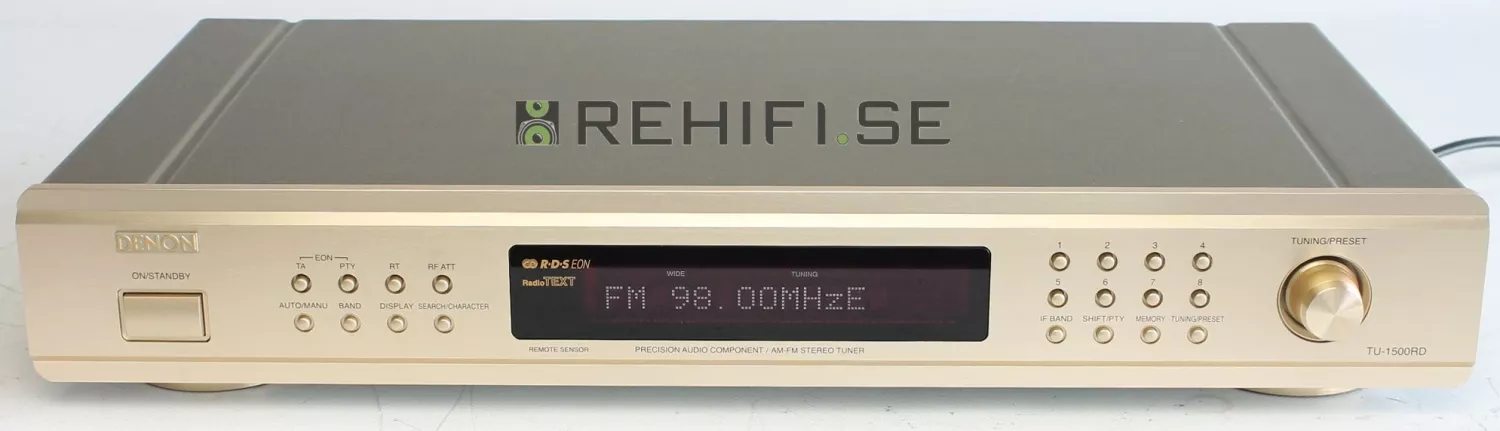 REHIFI.SE
DENON
ON/STANDBY
EON
TA PTY RT RF ATT
AUTO/MANU BAND DISPLAY SEARCH/CHARACTER
R·D·S EON
RadioTEXT
WIDE TUNING
FM 98.00MHzE
REMOTE SENSOR
PRECISION AUDIO COMPONENT / AM-FM STEREO TUNER
1 2 3 4
5 6 7 8
IF BAND SHIFT/PTY MEMORY TUNING/PRESET
TUNING/PRESET
TU-1500RD